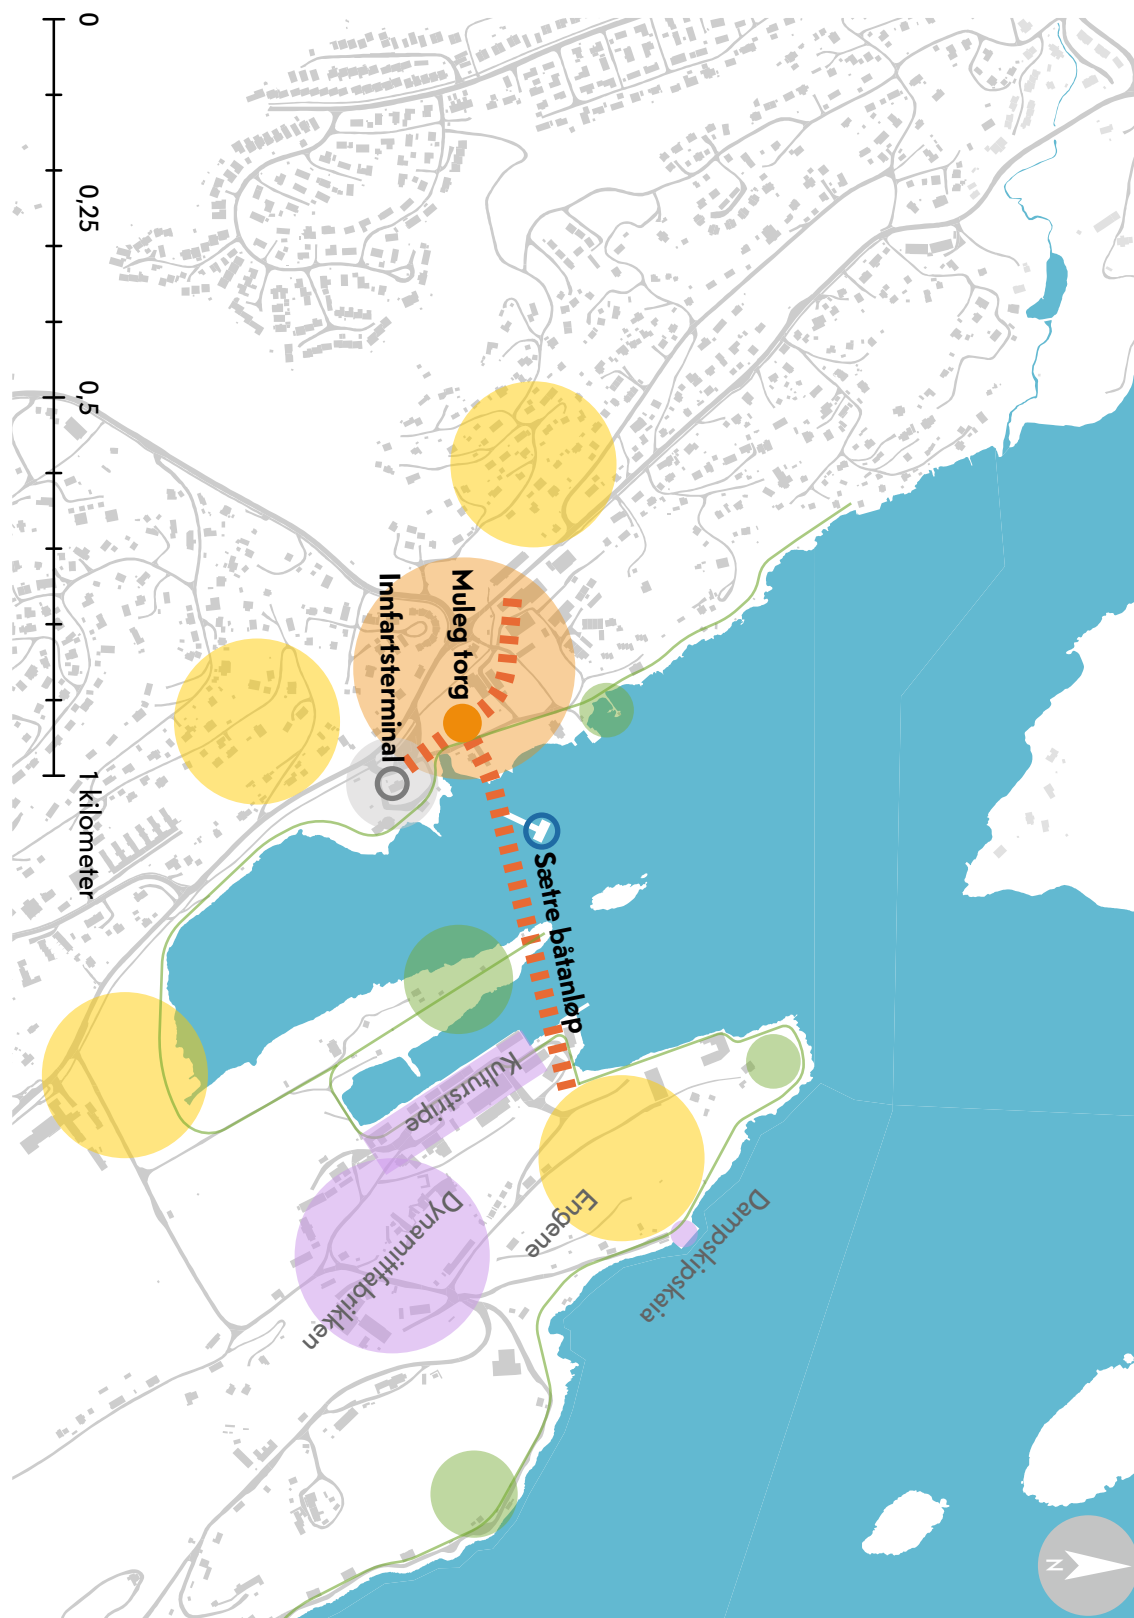 0
0,25
0,5
1 kilometer
Innfartsterminal
Muleg torg
Sætre båtanløp
Kulturstripe
Dynamittfabrikken
Engene
Dampskipskaia
N